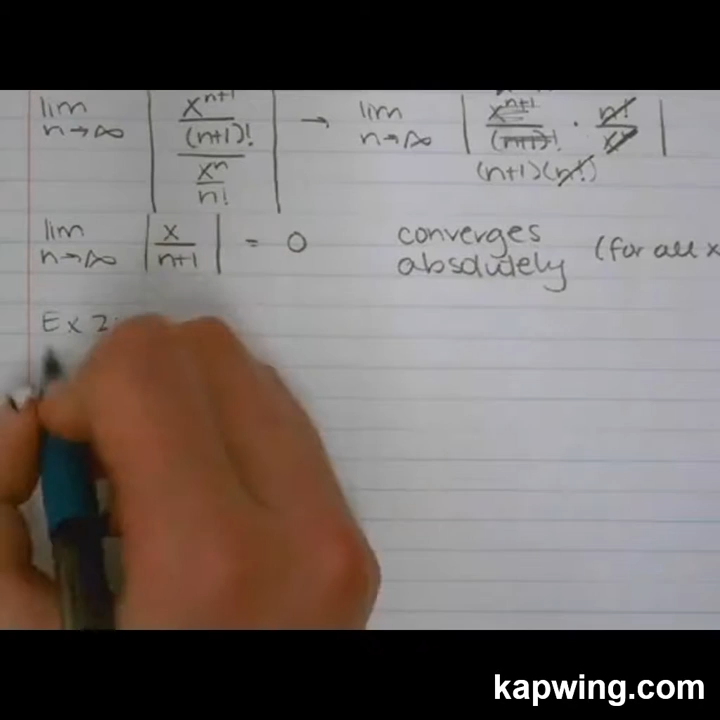 lim n→∞ | x^(n+1)/(n+1)! / x^n/n! | → lim n→∞ | x^(n+1)/(n+1)! · n!/x^n |
(n+1)(n!)
lim n→∞ | x/n+1 | = 0 converges absolutely (for all x
Ex 2:
kapwing.com